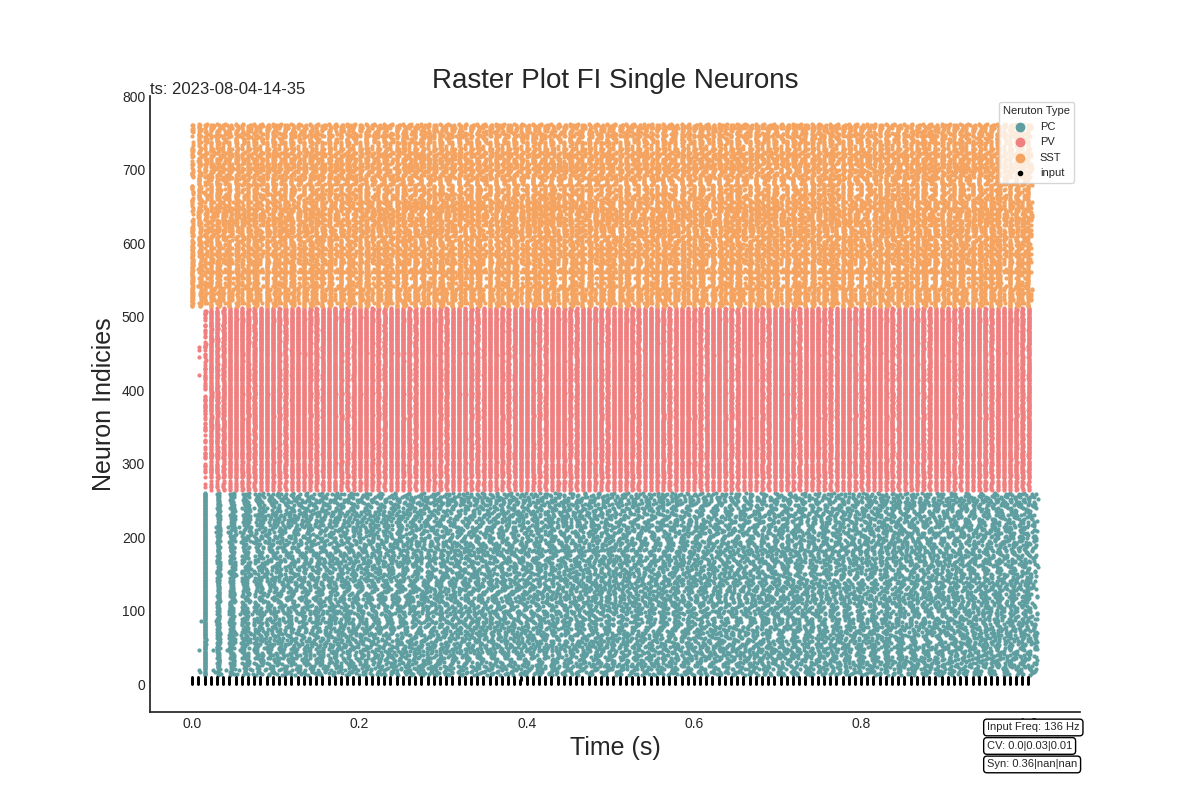 Raster Plot FI Single Neurons
ts: 2023-08-04-14-35
Neruton Type
PC
PV
SST
input
800
700
600
500
400
300
200
100
0
Neuron Indicies
0.0 0.2 0.4 0.6 0.8
Time (s)
Input Freq: 136 Hz
CV: 0.0|0.03|0.01
Syn: 0.36|nan|nan